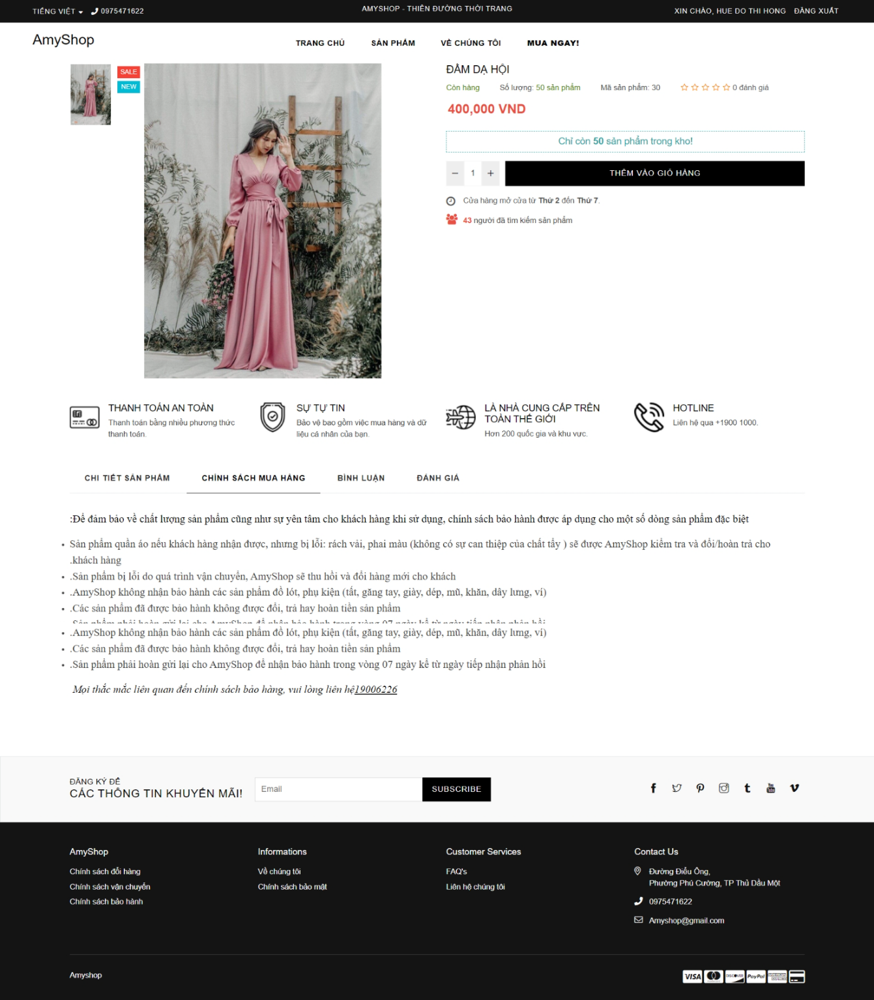 TIẾNG VIỆT
0975471622
AMYSHOP - THIÊN ĐƯỜNG THỜI TRANG
XIN CHÀO, HUE DO THI HONG
ĐĂNG XUẤT
AmyShop
TRANG CHỦ
SẢN PHẨM
VỀ CHÚNG TÔI
MUA NGAY!
SALE
NEW
ĐẦM DẠ HỘI
Còn hàng
Số lượng: 50 sản phẩm
Mã sản phẩm: 30
0 đánh giá
400,000 VND
Chỉ còn 50 sản phẩm trong kho!
− 1 +
THÊM VÀO GIỎ HÀNG
Cửa hàng mở cửa từ Thứ 2 đến Thứ 7.
43 người đã tìm kiếm sản phẩm
THANH TOÁN AN TOÀN
Thanh toán bằng nhiều phương thức
thanh toán.
SỰ TỰ TIN
Bảo vệ bao gồm việc mua hàng và dữ
liệu cá nhân của bạn.
LÀ NHÀ CUNG CẤP TRÊN
TOÀN THẾ GIỚI
Hơn 200 quốc gia và khu vực.
HOTLINE
Liên hệ qua +1900 1000.
CHI TIẾT SẢN PHẨM
CHÍNH SÁCH MUA HÀNG
BÌNH LUẬN
ĐÁNH GIÁ
:Để đảm bảo về chất lượng sản phẩm cũng như sự yên tâm cho khách hàng khi sử dụng, chính sách bảo hành được áp dụng cho một số dòng sản phẩm đặc biệt
• Sản phẩm quần áo nếu khách hàng nhận được, nhưng bị lỗi: rách vải, phai màu (không có sự can thiệp của chất tẩy ) sẽ được AmyShop kiểm tra và đổi/hoàn trả cho
.khách hàng
• .Sản phẩm bị lỗi do quá trình vận chuyển, AmyShop sẽ thu hồi và đổi hàng mới cho khách
• .AmyShop không nhận bảo hành các sản phẩm đồ lót, phụ kiện (tất, găng tay, giày, dép, mũ, khăn, dây lưng, ví)
• .Các sản phẩm đã được bảo hành không được đổi, trả hay hoàn tiền sản phẩm
• .AmyShop không nhận bảo hành các sản phẩm đồ lót, phụ kiện (tất, găng tay, giày, dép, mũ, khăn, dây lưng, ví)
• .Các sản phẩm đã được bảo hành không được đổi, trả hay hoàn tiền sản phẩm
• .Sản phẩm phải hoàn gửi lại cho AmyShop để nhận bảo hành trong vòng 07 ngày kể từ ngày tiếp nhận phản hồi
Mọi thắc mắc liên quan đến chính sách bảo hàng, vui lòng liên hệ19006226
ĐĂNG KÝ ĐỂ
CÁC THÔNG TIN KHUYẾN MÃI!
Email
SUBSCRIBE
AmyShop
Chính sách đổi hàng
Chính sách vận chuyển
Chính sách bảo hành
Informations
Về chúng tôi
Chính sách bảo mật
Customer Services
FAQ's
Liên hệ chúng tôi
Contact Us
Đường Điểu Ông,
Phường Phú Cường, TP Thủ Dầu Một
0975471622
Amyshop@gmail.com
Amyshop
VISA
DISCOVER
PayPal